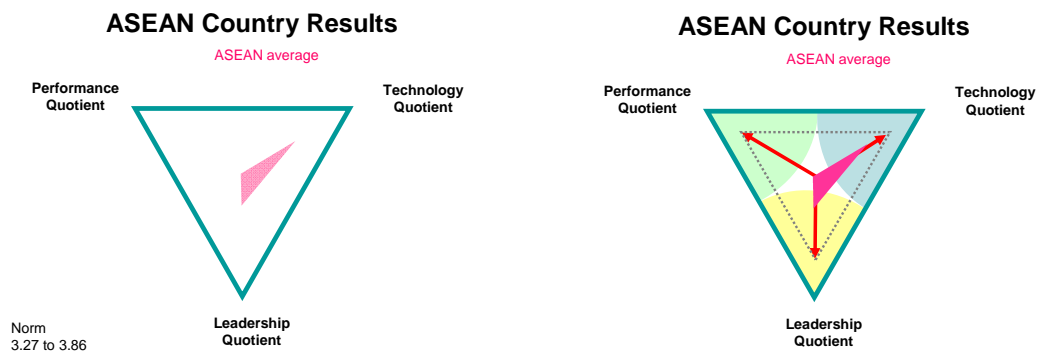 ASEAN Country Results
ASEAN average
Performance
Quotient
Technology
Quotient
Leadership
Quotient
Norm
3.27 to 3.86
ASEAN Country Results
ASEAN average
Performance
Quotient
Technology
Quotient
Leadership
Quotient